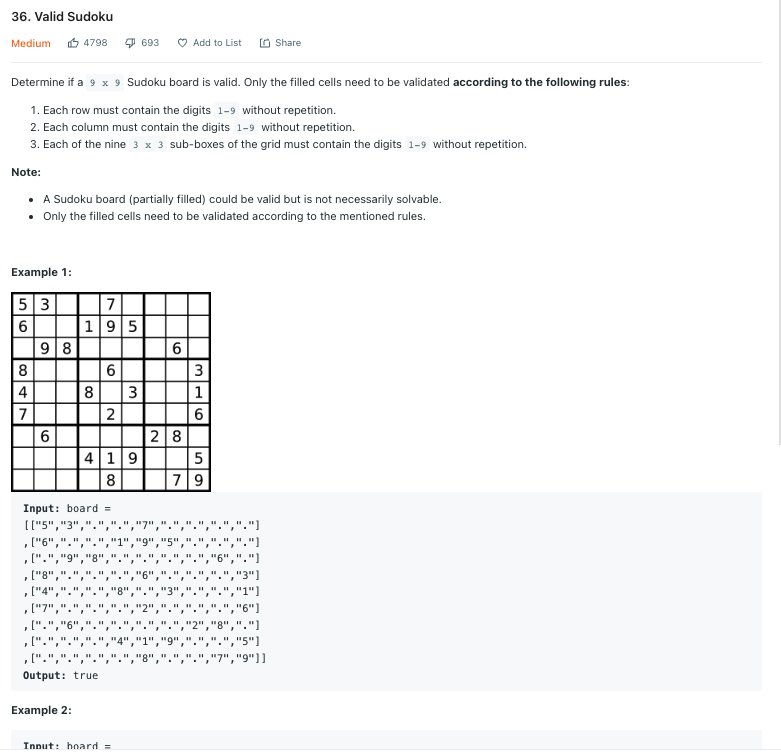 36. Valid Sudoku
Medium 4798 693 Add to List Share
Determine if a 9 x 9 Sudoku board is valid. Only the filled cells need to be validated according to the following rules:
1. Each row must contain the digits 1-9 without repetition.
2. Each column must contain the digits 1-9 without repetition.
3. Each of the nine 3 x 3 sub-boxes of the grid must contain the digits 1-9 without repetition.
Note:
• A Sudoku board (partially filled) could be valid but is not necessarily solvable.
• Only the filled cells need to be validated according to the mentioned rules.
Example 1:
5 3 7
6 1 9 5
9 8 6
8 6 3
4 8 3 1
7 2 6
6 2 8
4 1 9 5
8 7 9
Input: board =
[["5","3",".",".","7",".",".",".","."]
,["6",".",".","1","9","5",".",".","."]
,[".","9","8",".",".",".",".","6","."]
,["8",".",".",".","6",".",".",".","3"]
,["4",".",".","8",".","3",".",".","1"]
,["7",".",".",".","2",".",".",".","6"]
,[".","6",".",".",".",".","2","8","."]
,[".",".",".","4","1","9",".",".","5"]
,[".",".",".",".","8",".",".","7","9"]]
Output: true
Example 2:
Input: board =